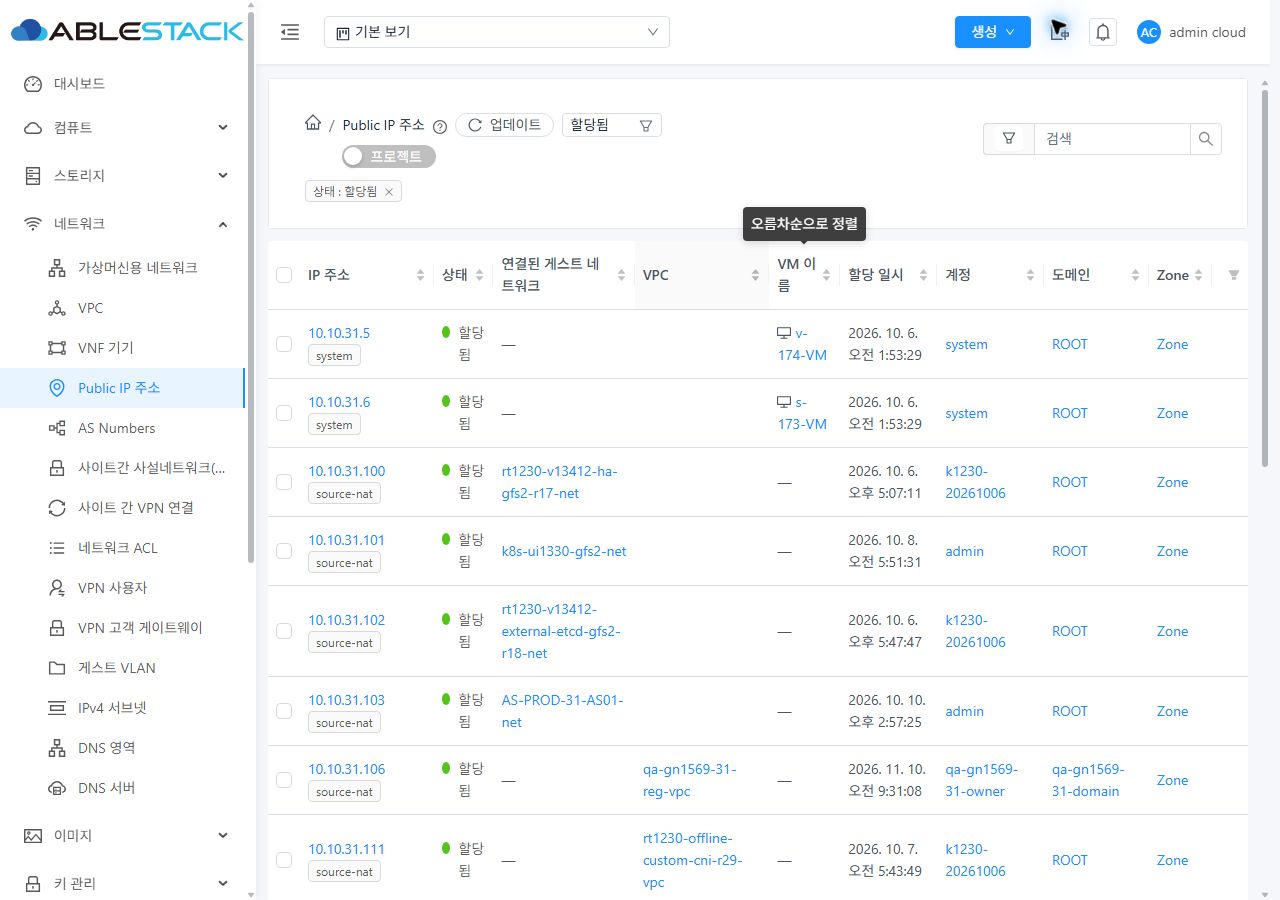 ABLESTACK
기본 보기
생성
AC
admin cloud
대시보드
컴퓨트
스토리지
네트워크
가상머신용 네트워크
VPC
VNF 기기
Public IP 주소
AS Numbers
사이트간 사설네트워크(...
사이트 간 VPN 연결
네트워크 ACL
VPN 사용자
VPN 고객 게이트웨이
게스트 VLAN
IPv4 서브넷
DNS 영역
DNS 서버
이미지
키 관리
/ Public IP 주소
업데이트
할당됨
프로젝트
상태 : 할당됨
검색
오름차순으로 정렬
IP 주소
상태
연결된 게스트 네
트워크
VPC
VM 이
름
할당 일시
계정
도메인
Zone
10.10.31.5
system
할당
됨
—
v-
174-VM
2026. 10. 6.
오전 1:53:29
system
ROOT
Zone
10.10.31.6
system
할당
됨
—
s-
173-VM
2026. 10. 6.
오전 1:53:29
system
ROOT
Zone
10.10.31.100
source-nat
할당
됨
rt1230-v13412-ha-
gfs2-r17-net
—
2026. 10. 6.
오후 5:07:11
k1230-
20261006
ROOT
Zone
10.10.31.101
source-nat
할당
됨
k8s-ui1330-gfs2-net
—
2026. 10. 8.
오전 5:51:31
admin
ROOT
Zone
10.10.31.102
source-nat
할당
됨
rt1230-v13412-
external-etcd-gfs2-
r18-net
—
2026. 10. 6.
오후 5:47:47
k1230-
20261006
ROOT
Zone
10.10.31.103
source-nat
할당
됨
AS-PROD-31-AS01-
net
—
2026. 10. 10.
오후 2:57:25
admin
ROOT
Zone
10.10.31.106
source-nat
할당
됨
—
qa-gn1569-31-
reg-vpc
—
2026. 11. 10.
오전 9:31:08
qa-gn1569-
31-owner
qa-gn1569-
31-domain
Zone
10.10.31.111
source-nat
할당
됨
—
rt1230-offline-
custom-cni-r29-
vpc
—
2026. 10. 7.
오전 5:43:49
k1230-
20261006
ROOT
Zone